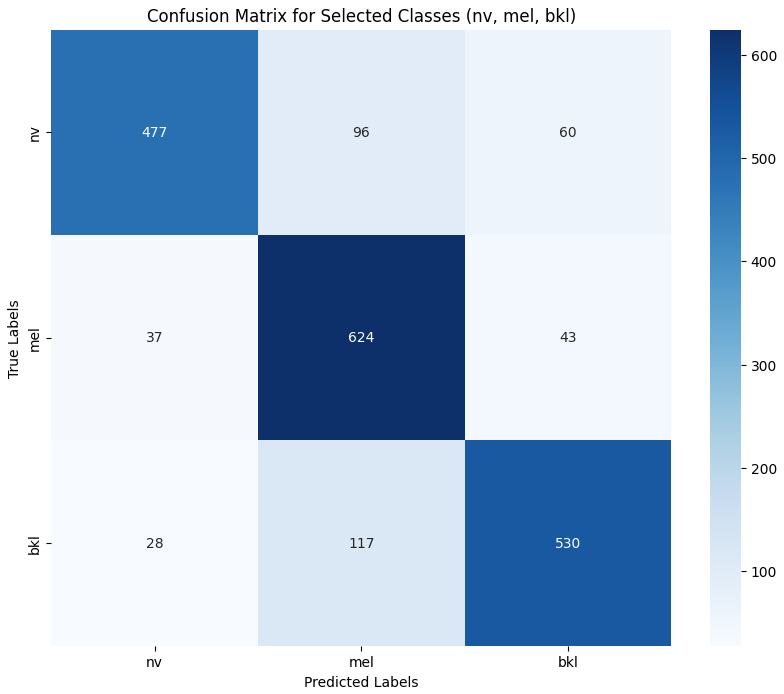 Confusion Matrix for Selected Classes (nv, mel, bkl)
True Labels
nv
477 96 60
mel
37 624 43
bkl
28 117 530
nv mel bkl
Predicted Labels
600
500
400
300
200
100